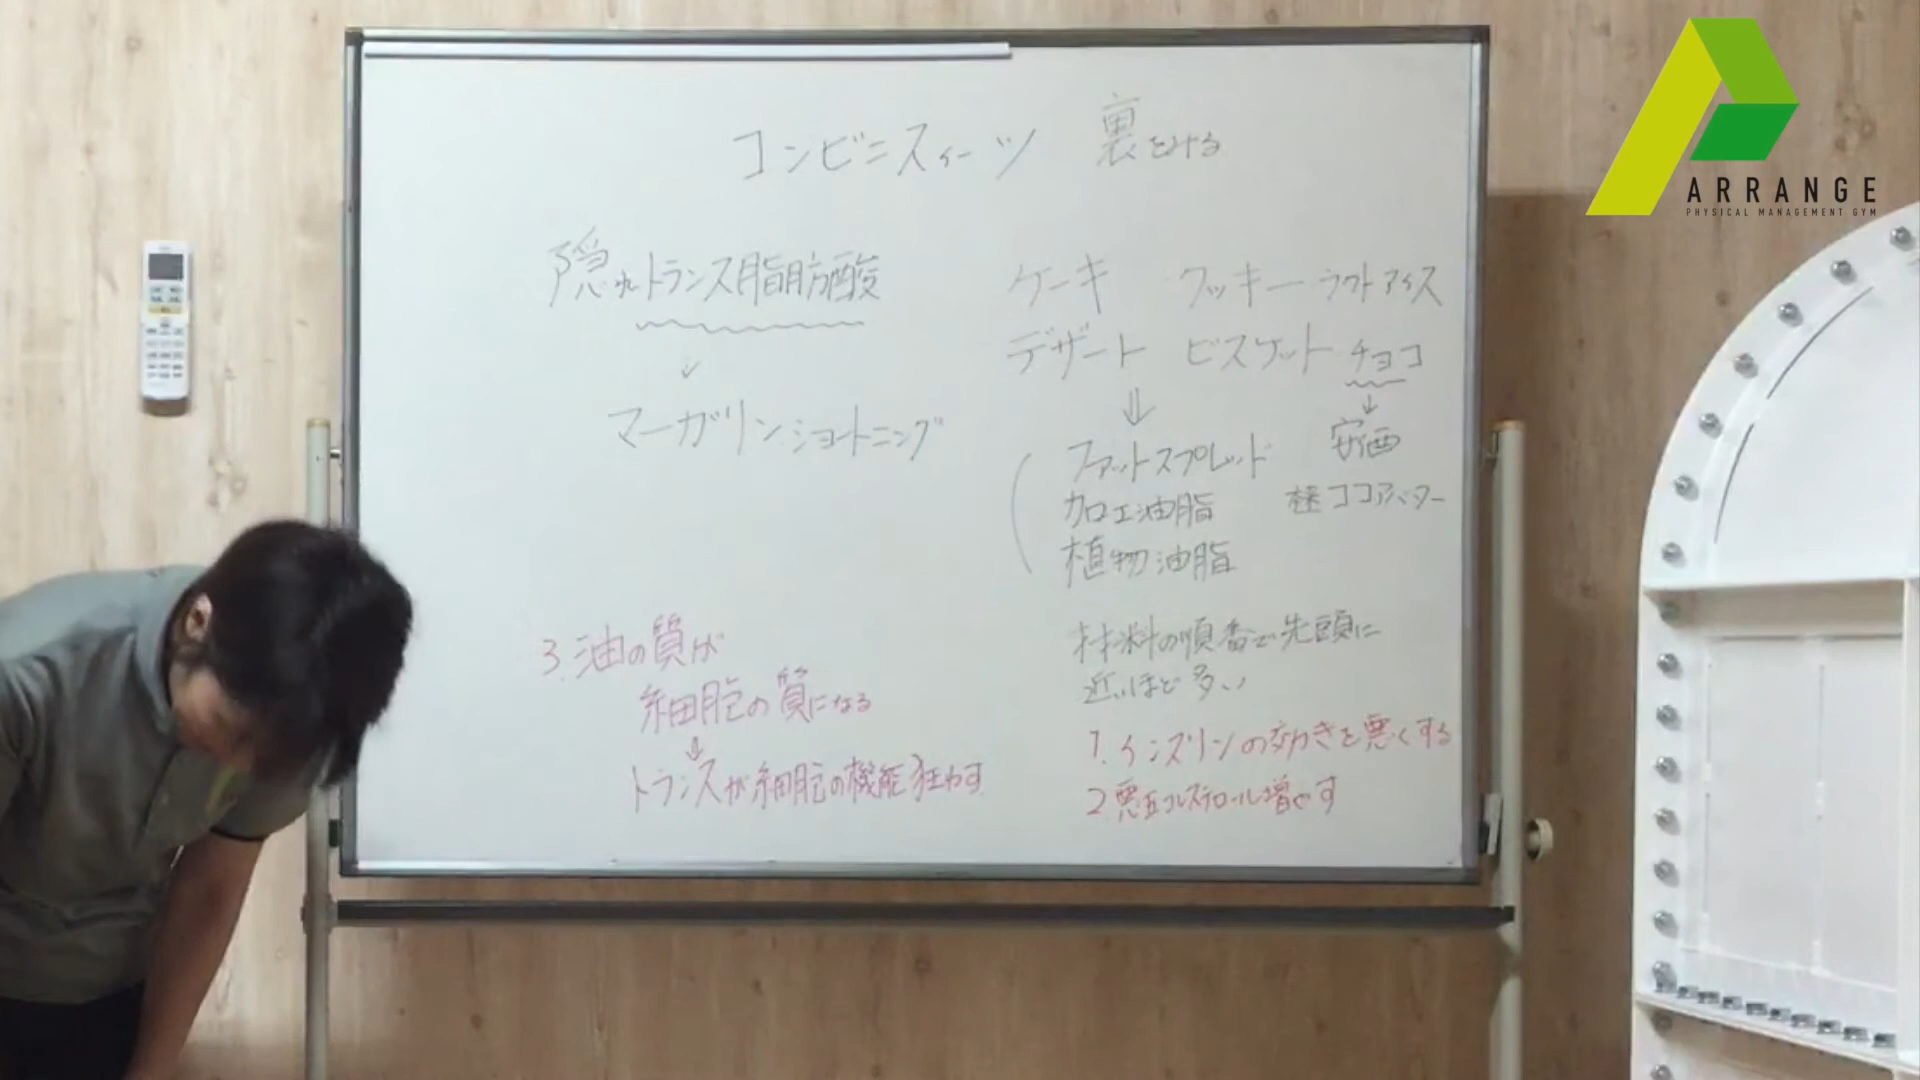 コンビニスィーツ 裏をみる
隠れトランス脂肪酸
マーガリン ショートニング
ケーキ クッキー ラクトアイス
デザート ビスケット チョコ
ファットスプレッド
加工油脂
植物油脂
安価
ココアバター
材料の順番で先頭に
近いほど多い
1. インズリンの効きを悪くする
2. 悪玉コルステロール増やす
3. 油の質が
細胞の質になる
トランスが細胞の機能狂わす
ARRANGE
PHYSICAL MANAGEMENT GYM